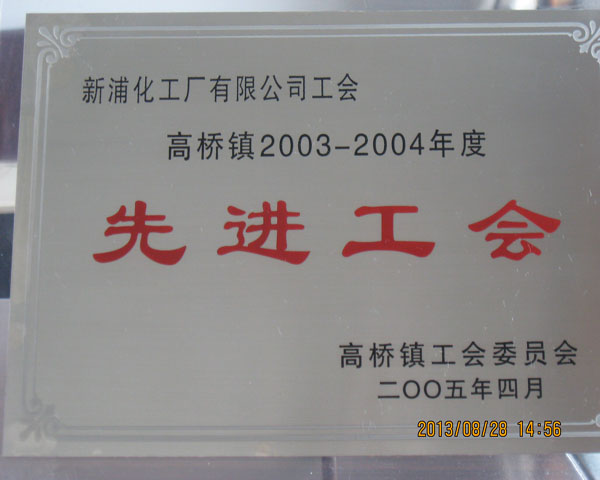 新浦化工厂有限公司工会
高桥镇2003-2004年度
先进工会
高桥镇工会委员会
二〇〇五年四月
2013/08/28 14:56